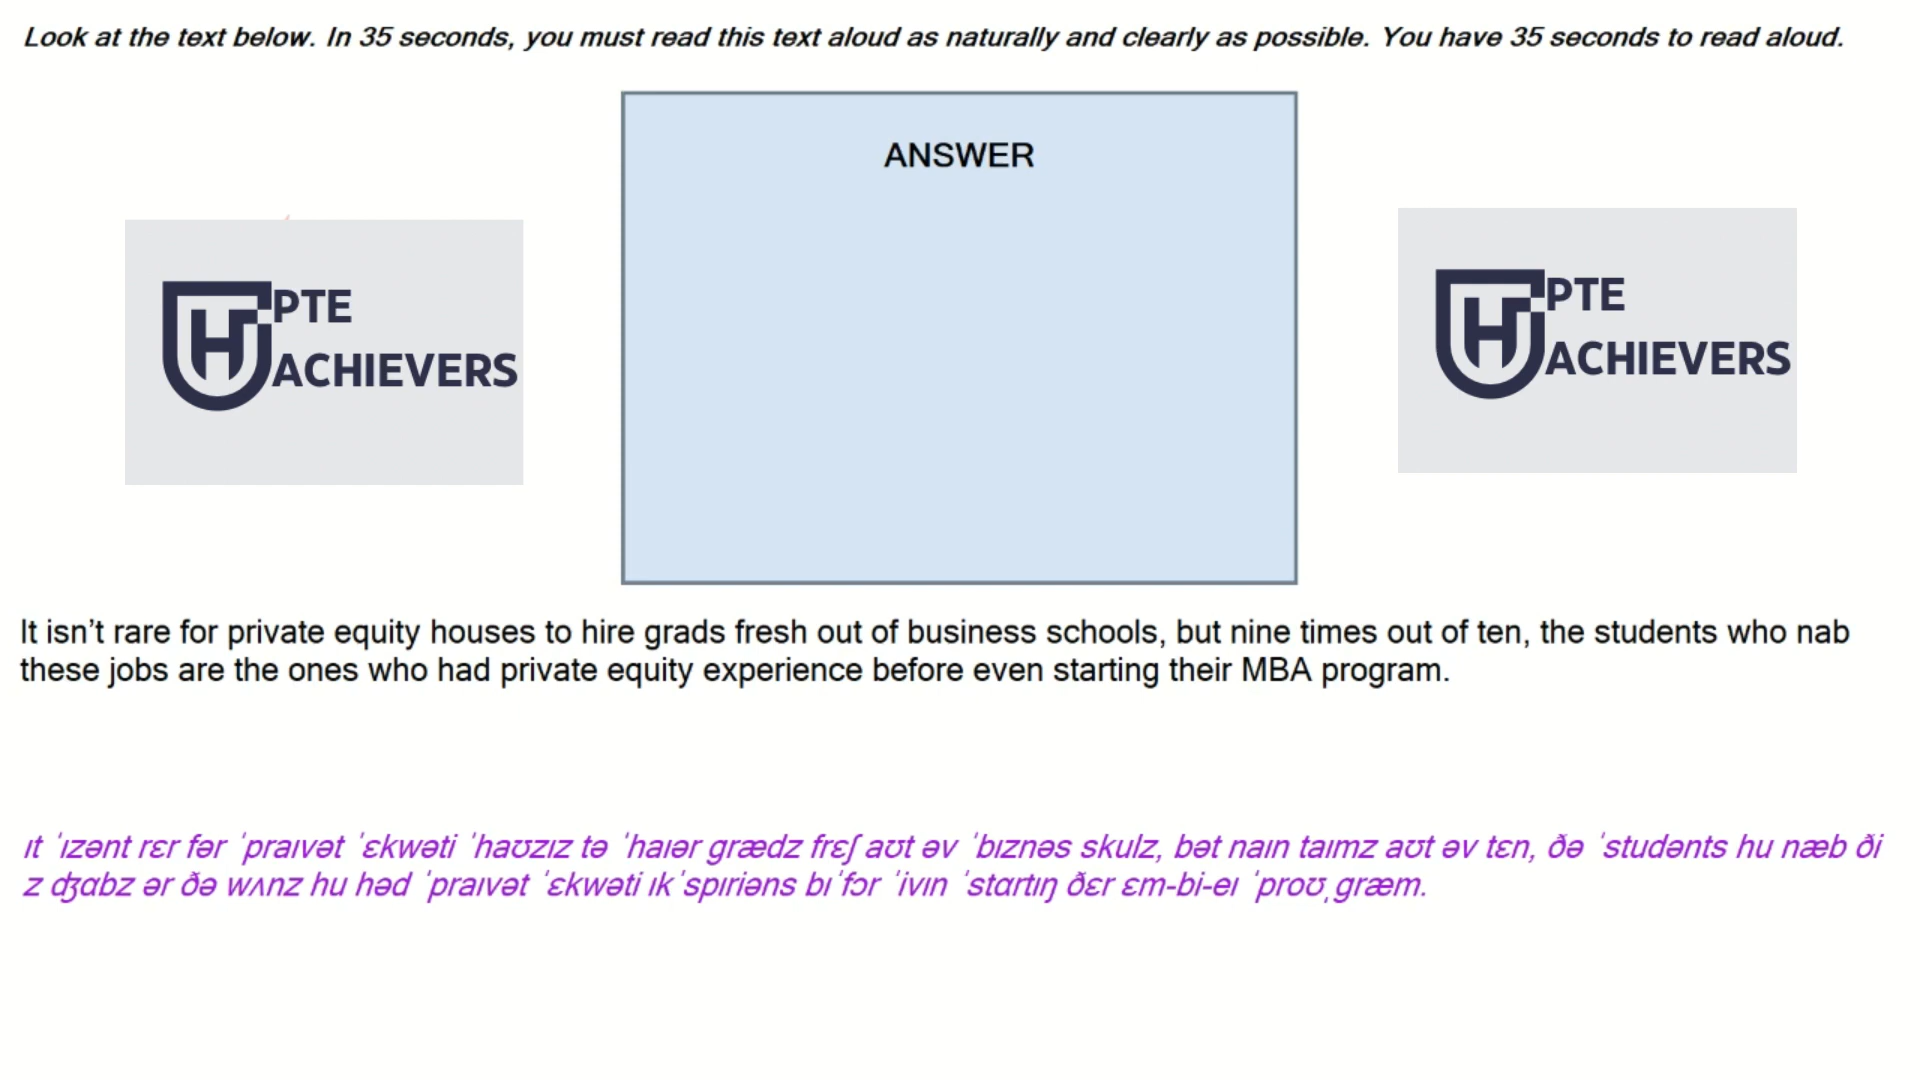 Look at the text below. In 35 seconds, you must read this text aloud as naturally and clearly as possible. You have 35 seconds to read aloud.
ANSWER
PTE
ACHIEVERS
PTE
ACHIEVERS
It isn’t rare for private equity houses to hire grads fresh out of business schools, but nine times out of ten, the students who nab
these jobs are the ones who had private equity experience before even starting their MBA program.
ɪt ˈɪzənt rɛr fər ˈpraɪvət ˈɛkwəti ˈhaʊzɪz tə ˈhaɪər grædz frɛʃ aʊt əv ˈbɪznəs skulz, bət naɪn taɪmz aʊt əv tɛn, ðə ˈstudənts hu næb ði
z ʤɑbz ər ðə wʌnz hu həd ˈpraɪvət ˈɛkwəti ɪkˈspɪriəns bɪˈfɔr ˈivɪn ˈstɑrtɪŋ ðɛr ɛm-bi-eɪ ˈproʊˌgræm.